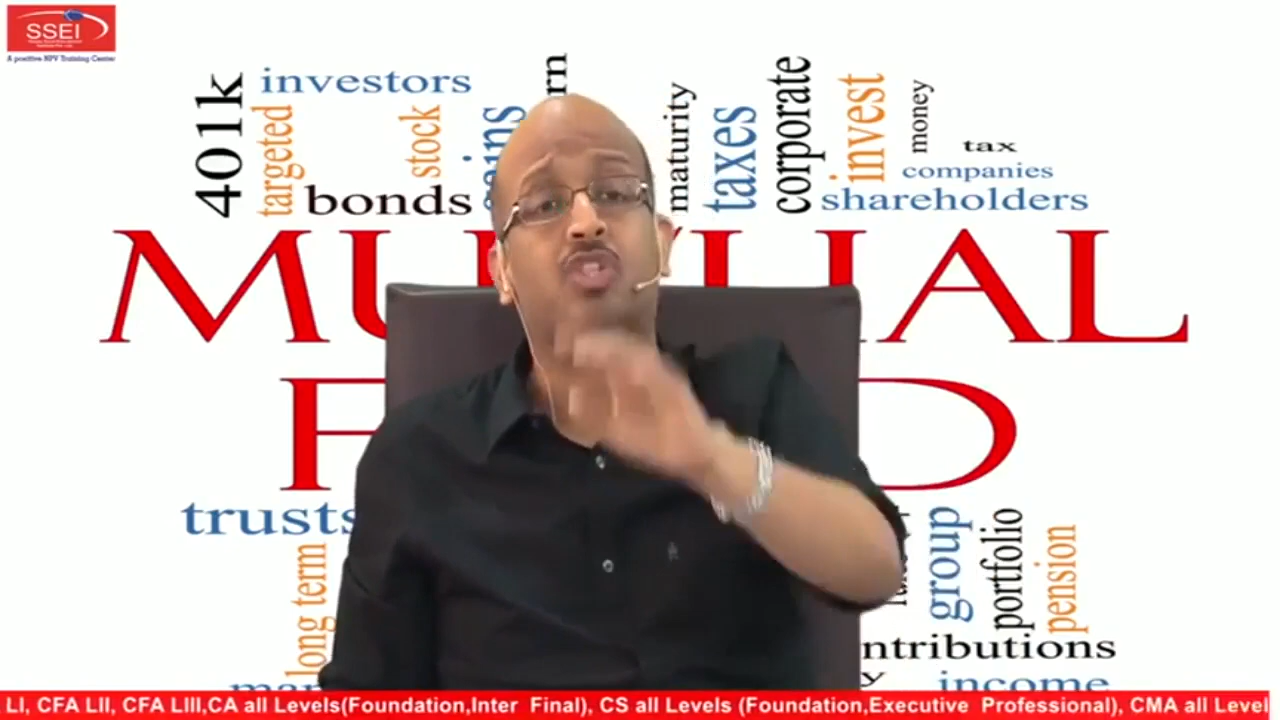 SSEI
A positive NPV Training Center
401k
investors
targeted
stock
bonds
maturity
taxes
corporate
invest
money
tax
companies
shareholders
trusts
long term
group
portfolio
pension
income
LI, CFA LII, CFA LIII,CA all Levels(Foundation,Inter Final), CS all Levels (Foundation,Executive Professional), CMA all Level